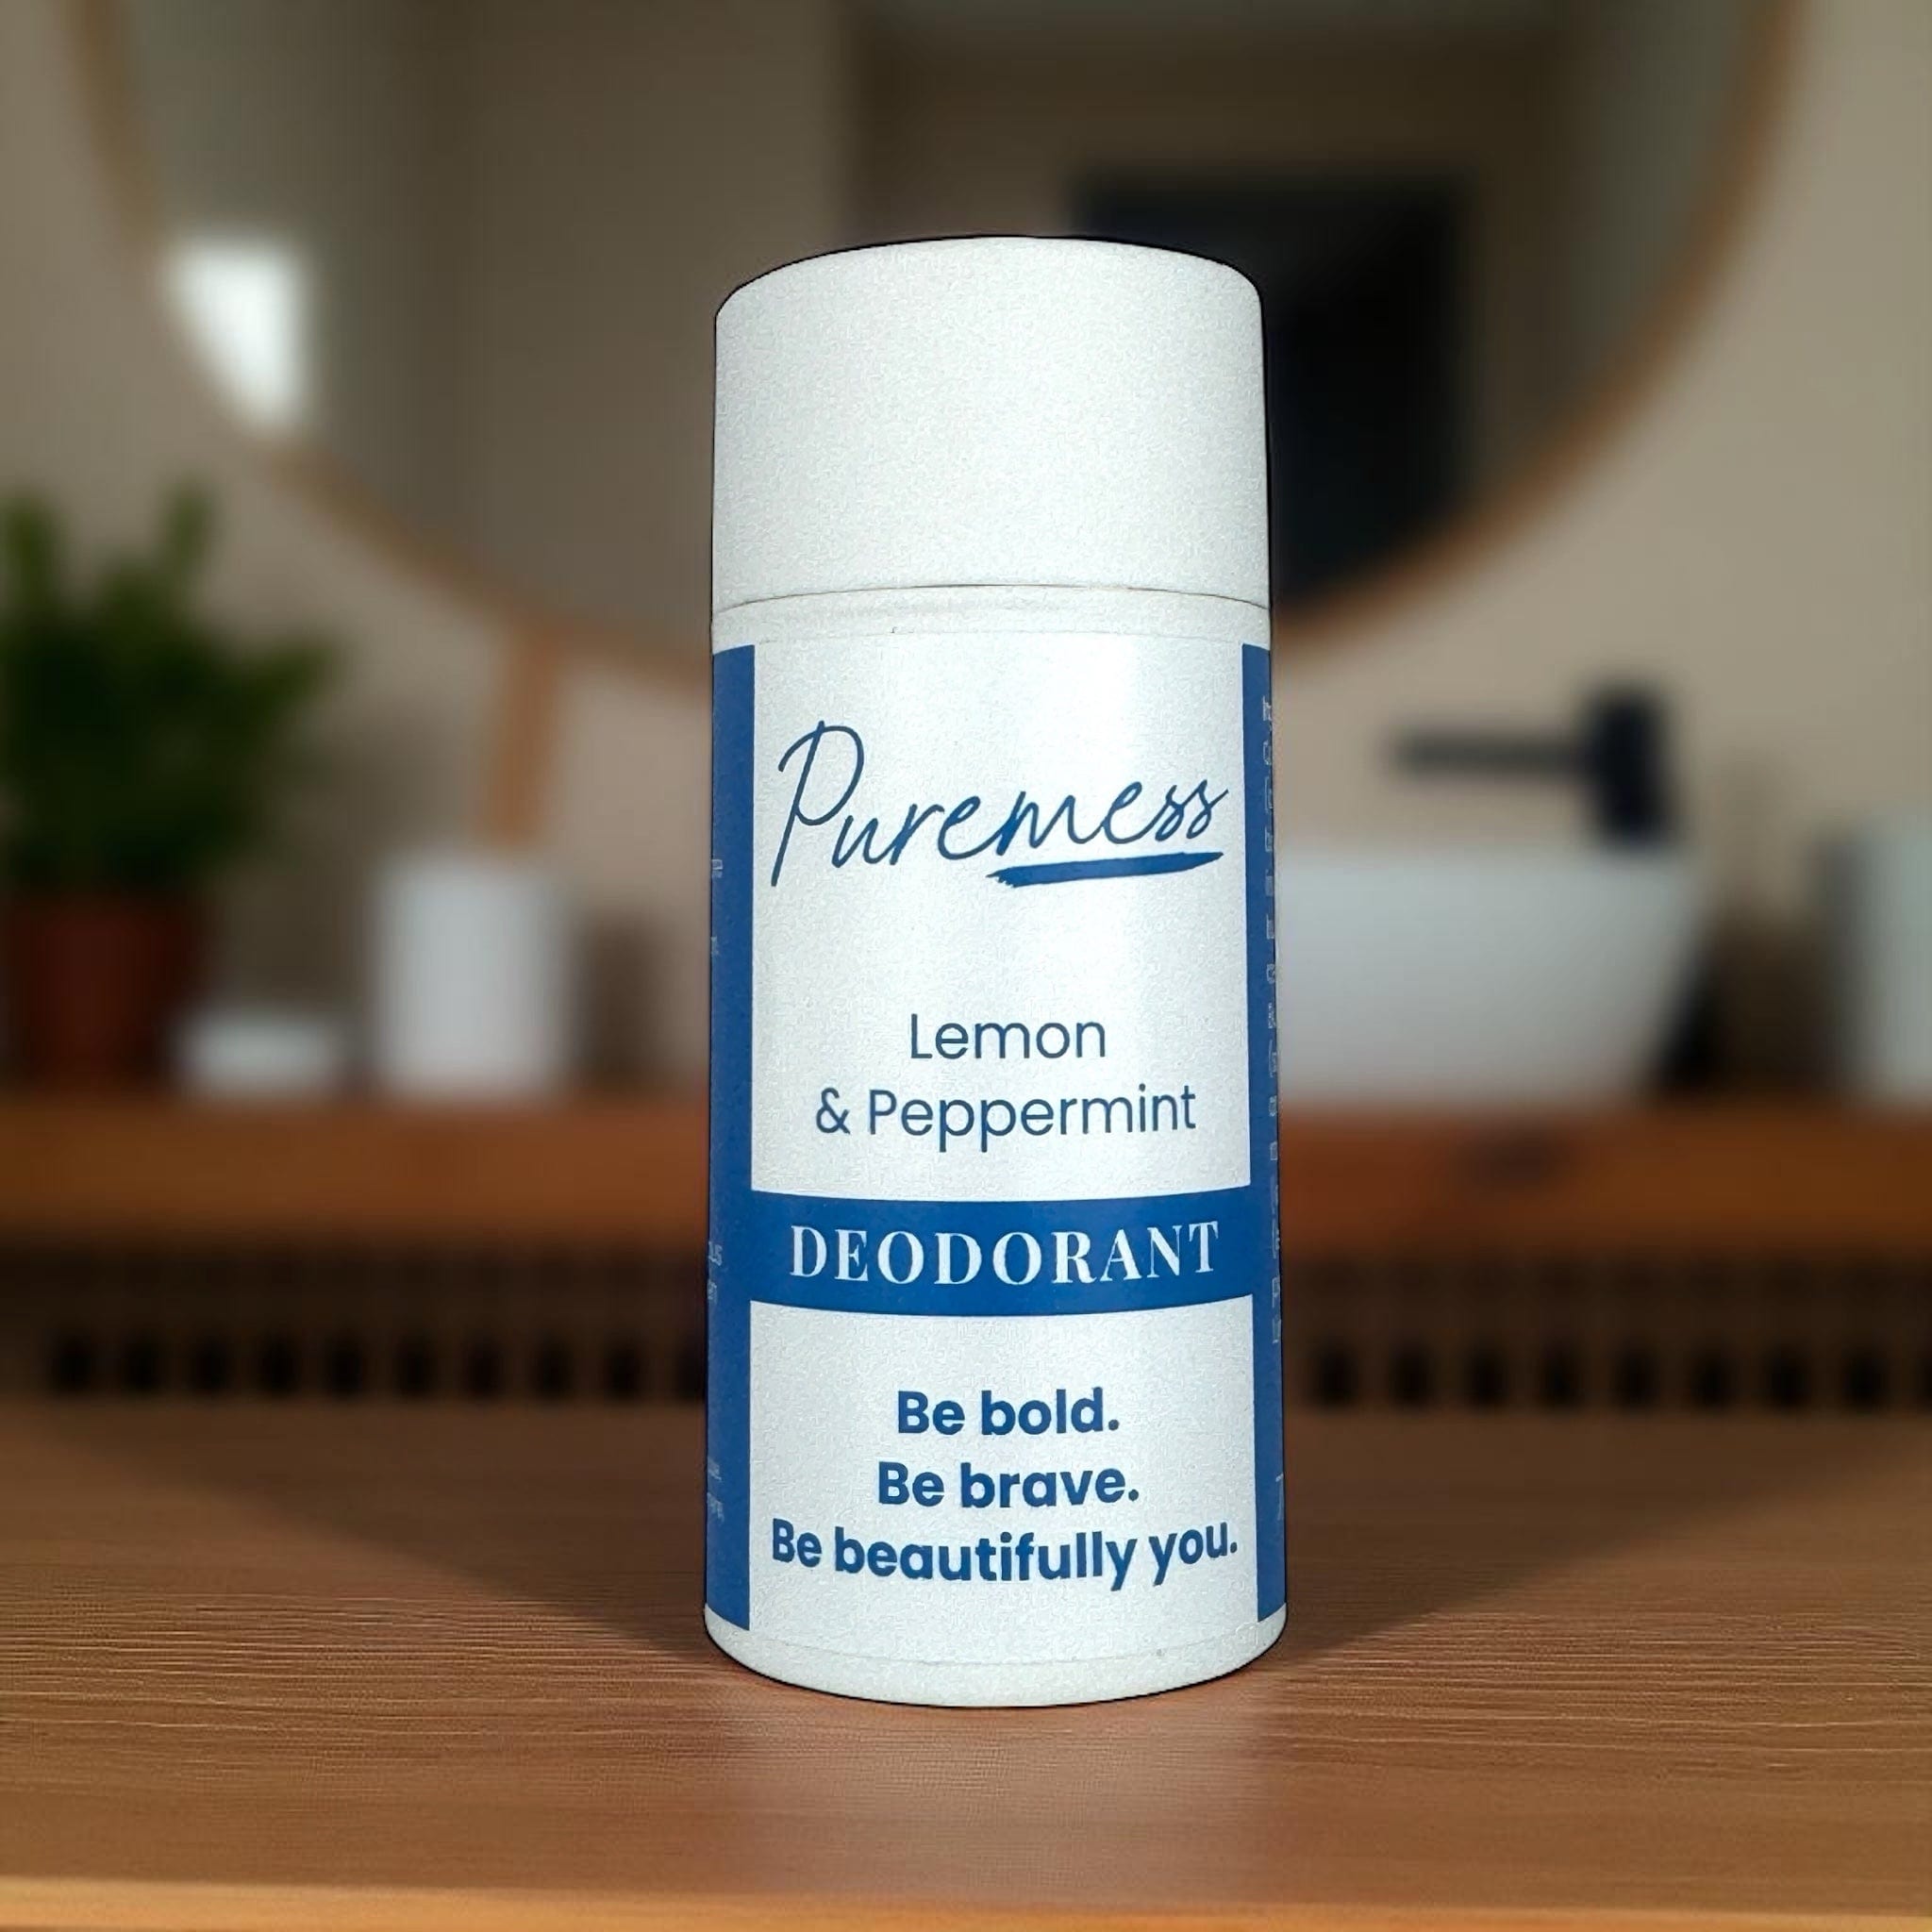 Puremess
Lemon
& Peppermint
DEODORANT
Be bold.
Be brave.
Be beautifully you.